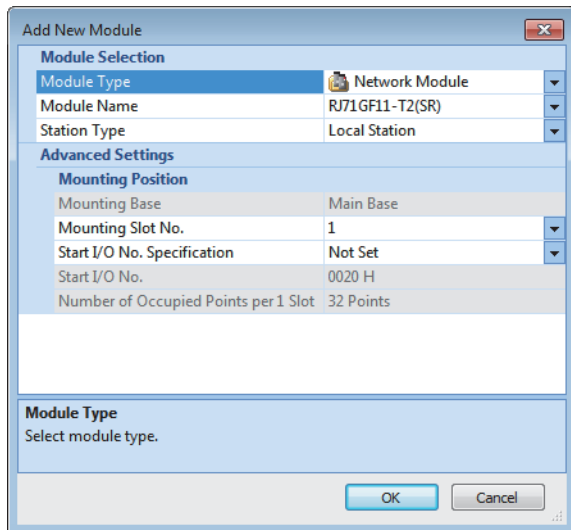 Add New Module
Module Selection
Module Type Network Module
Module Name RJ71GF11-T2(SR)
Station Type Local Station
Advanced Settings
Mounting Position
Mounting Base Main Base
Mounting Slot No. 1
Start I/O No. Specification Not Set
Start I/O No. 0020 H
Number of Occupied Points per 1 Slot 32 Points
Module Type
Select module type.
OK Cancel